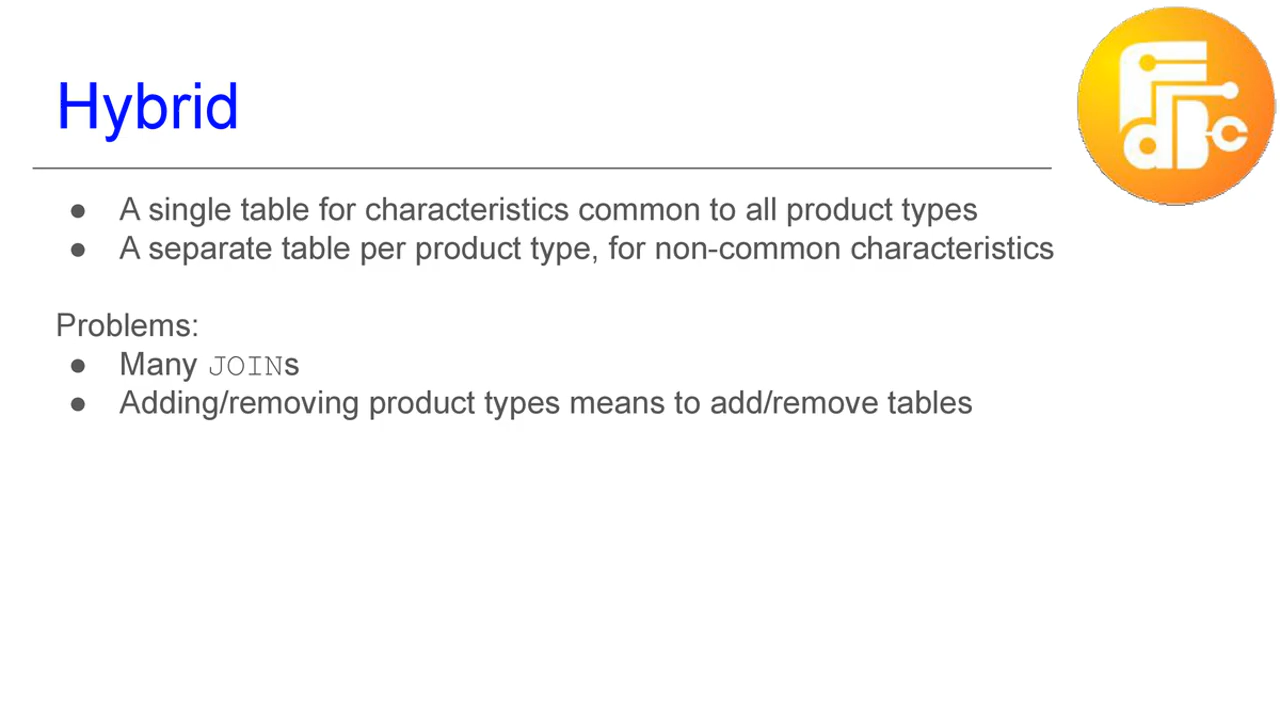 Hybrid
● A single table for characteristics common to all product types
● A separate table per product type, for non-common characteristics
Problems:
● Many JOINs
● Adding/removing product types means to add/remove tables